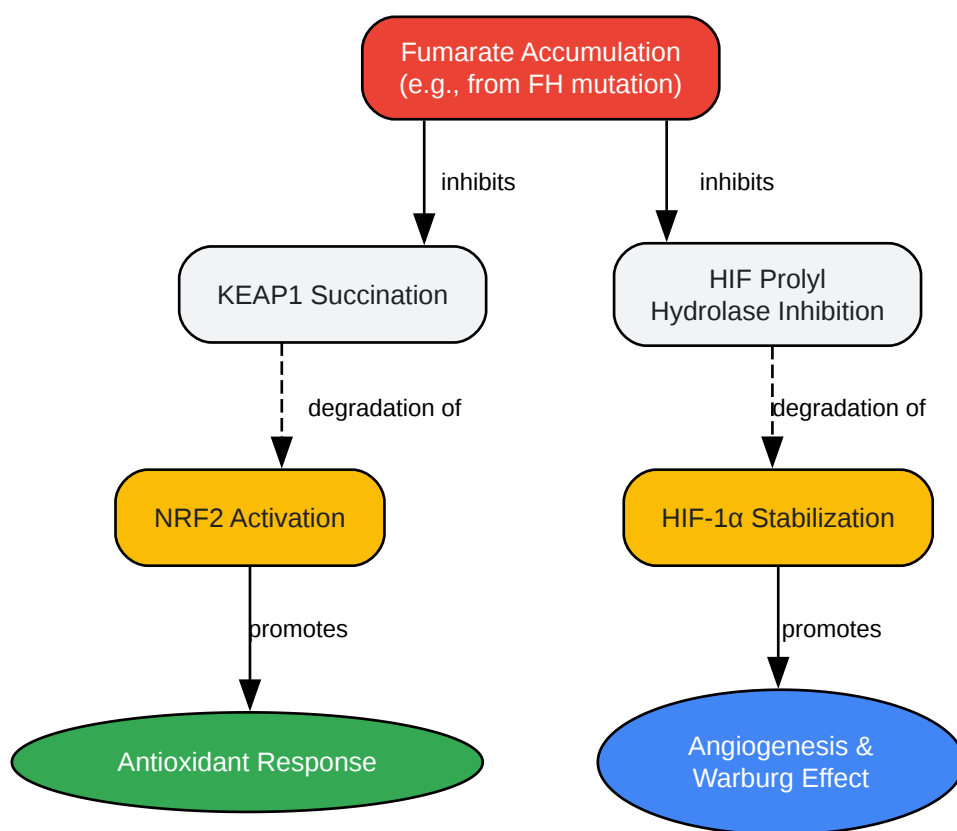 Fumarate Accumulation
(e.g., from FH mutation)
inhibits
inhibits
KEAP1 Succination
HIF Prolyl
Hydrolase Inhibition
degradation of
degradation of
NRF2 Activation
HIF-1α Stabilization
promotes
promotes
Antioxidant Response
Angiogenesis &
Warburg Effect